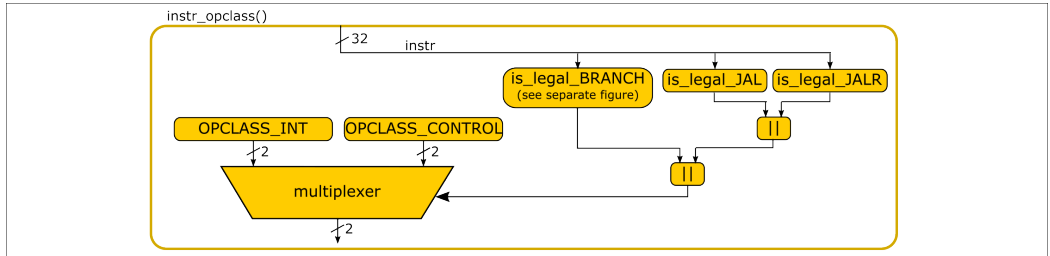 instr_opclass()
32
instr
is_legal_BRANCH
(see separate figure)
is_legal_JAL
is_legal_JALR
OPCLASS_INT
OPCLASS_CONTROL
||
2
2
||
multiplexer
2